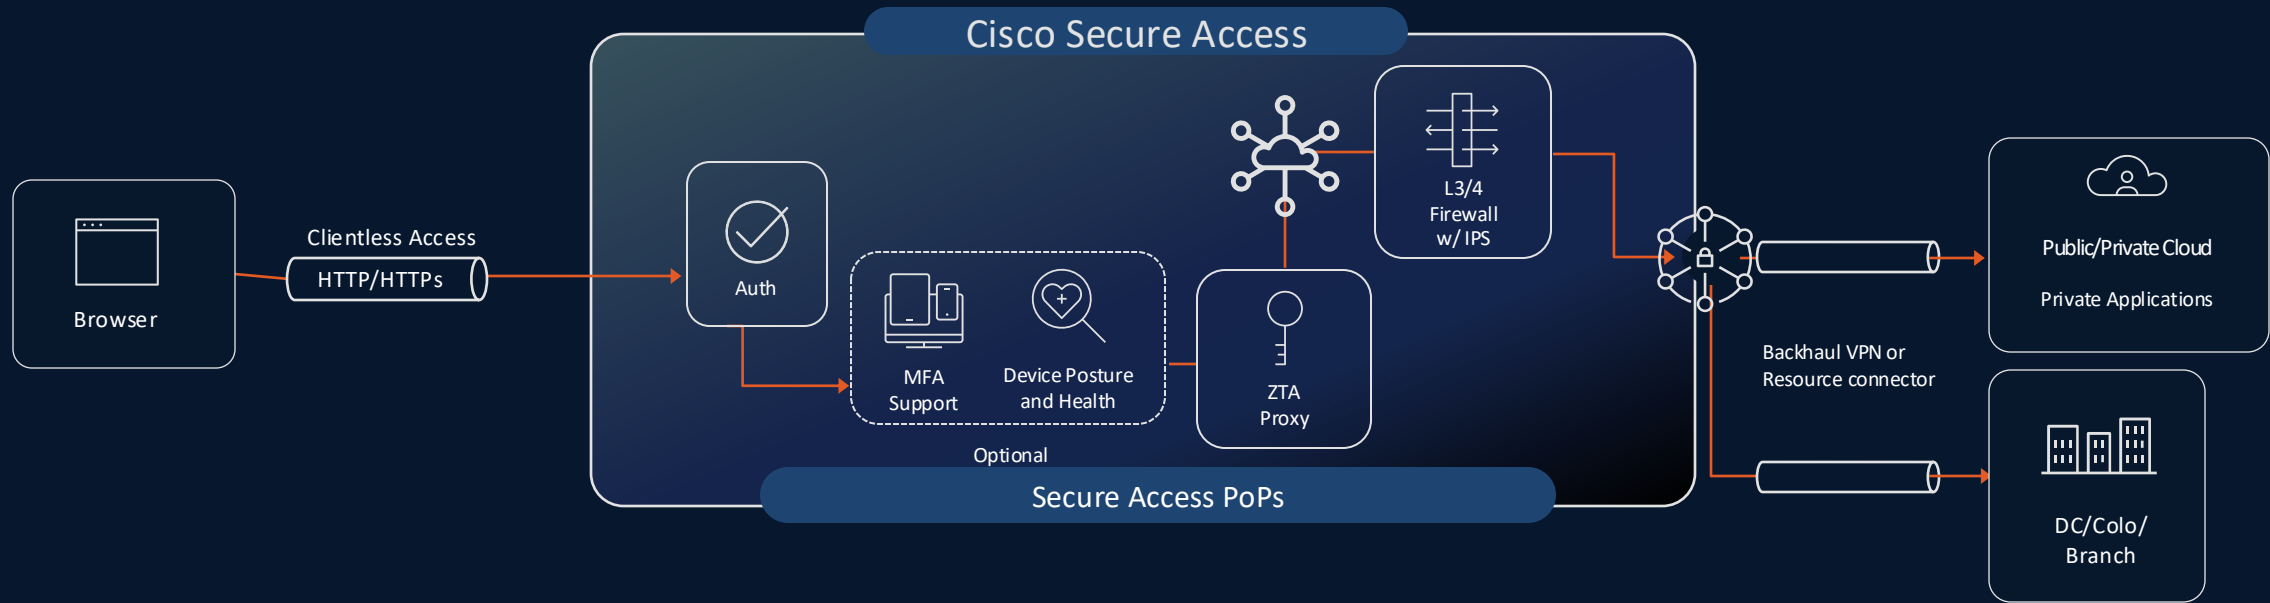 Cisco Secure Access
Browser
Clientless Access
HTTP/HTTPs
Auth
MFA
Support
Device Posture
and Health
Optional
ZTA
Proxy
L3/4
Firewall
w/ IPS
Secure Access PoPs
Backhaul VPN or
Resource connector
Public/Private Cloud
Private Applications
DC/Colo/
Branch